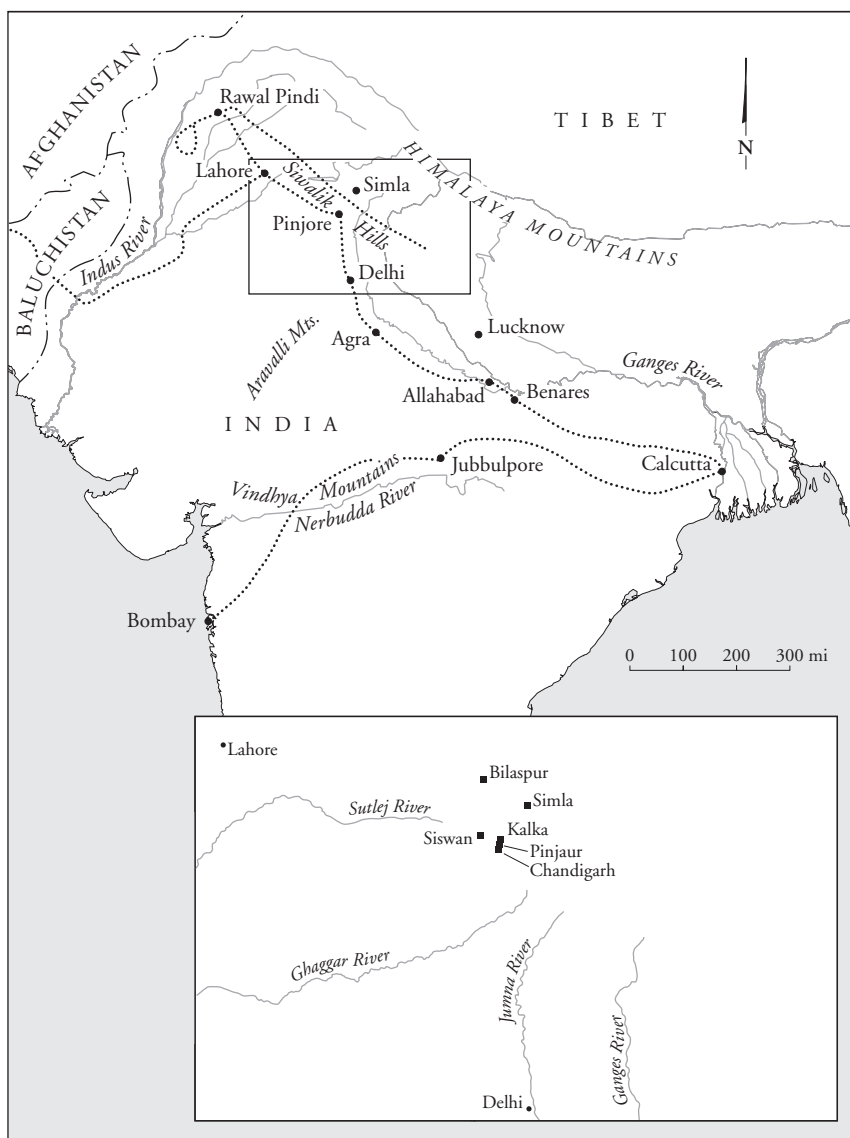 AFGHANISTAN
BALUCHISTAN
Rawal Pindi
TIBET
N
HIMALAYA MOUNTAINS
Lahore
Siwalik
Hills
Simla
Pinjore
Indus River
Delhi
Aravalli Mts.
Agra
Lucknow
Ganges River
Allahabad
Benares
INDIA
Jubbulpore
Calcutta
Vindhya
Mountains
Nerbudda River
Bombay
0 100 200 300 mi
Lahore
Bilaspur
Simla
Sutlej River
Siswan
Kalka
Pinjaur
Chandigarh
Ghaggar River
Jumna River
Ganges River
Delhi